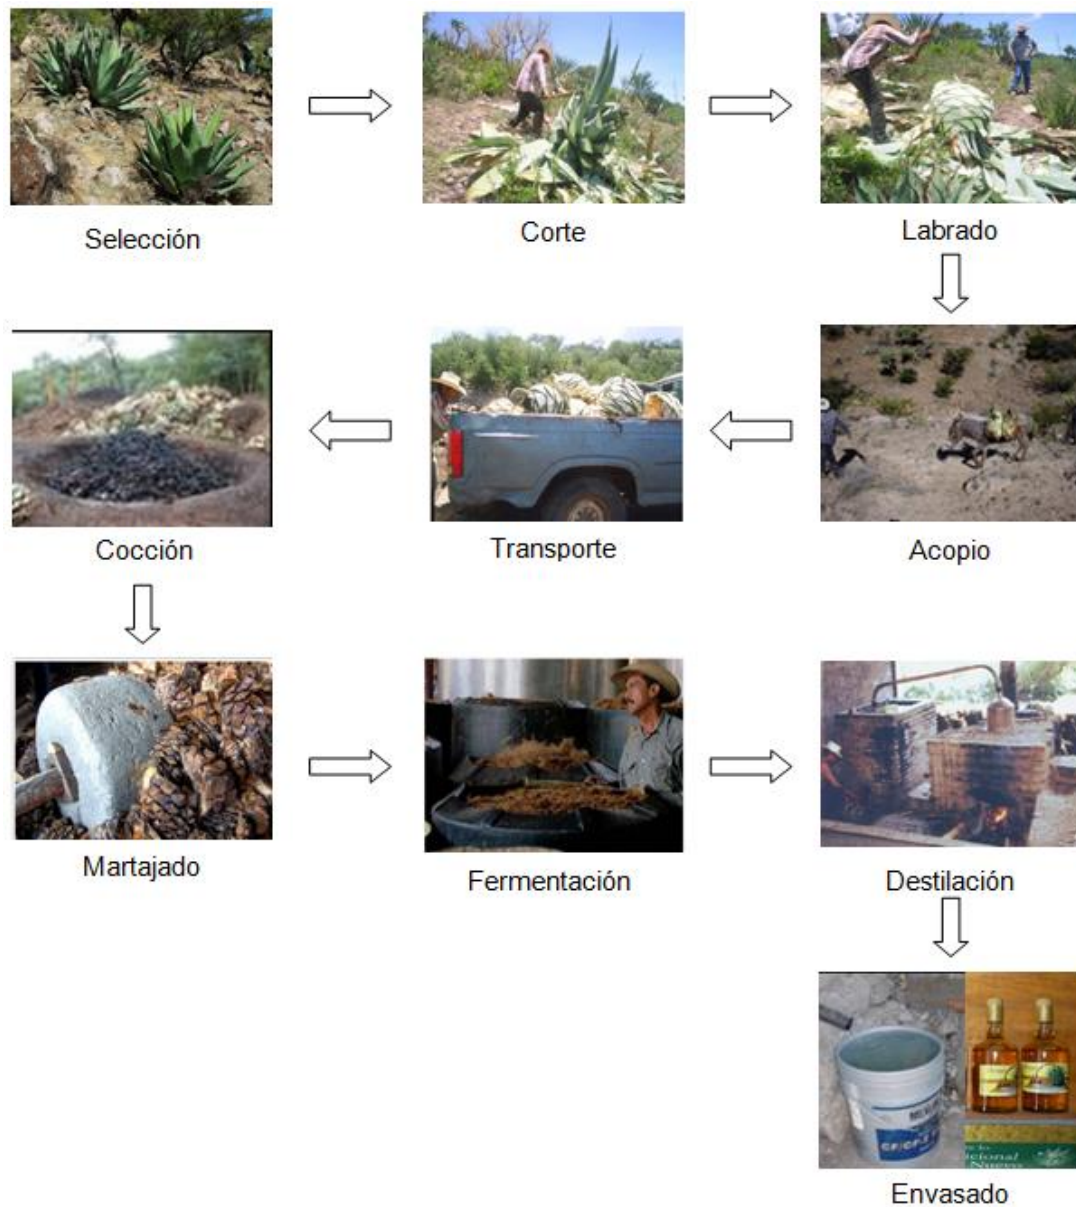 Selección
Corte
Labrado
Acopio
Transporte
Cocción
Martajado
Fermentación
Destilación
Envasado